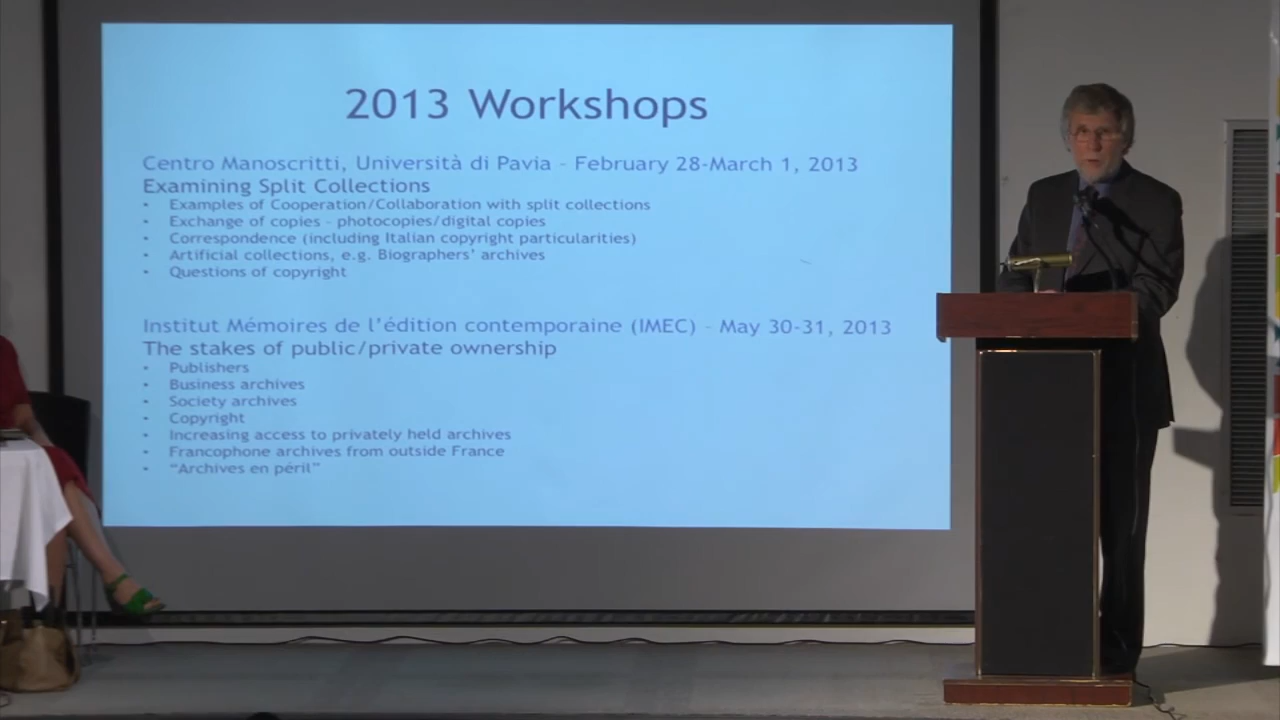 2013 Workshops
Centro Manoscritti, Università di Pavia – February 28-March 1, 2013
Examining Split Collections
• Examples of Cooperation/Collaboration with split collections
• Exchange of copies – photocopies/digital copies
• Correspondence (including Italian copyright particularities)
• Artificial collections, e.g. Biographers’ archives
• Questions of copyright
Institut Mémoires de l’édition contemporaine (IMEC) – May 30-31, 2013
The stakes of public/private ownership
• Publishers
• Business archives
• Society archives
• Copyright
• Increasing access to privately held archives
• Francophone archives from outside France
• “Archives en péril”